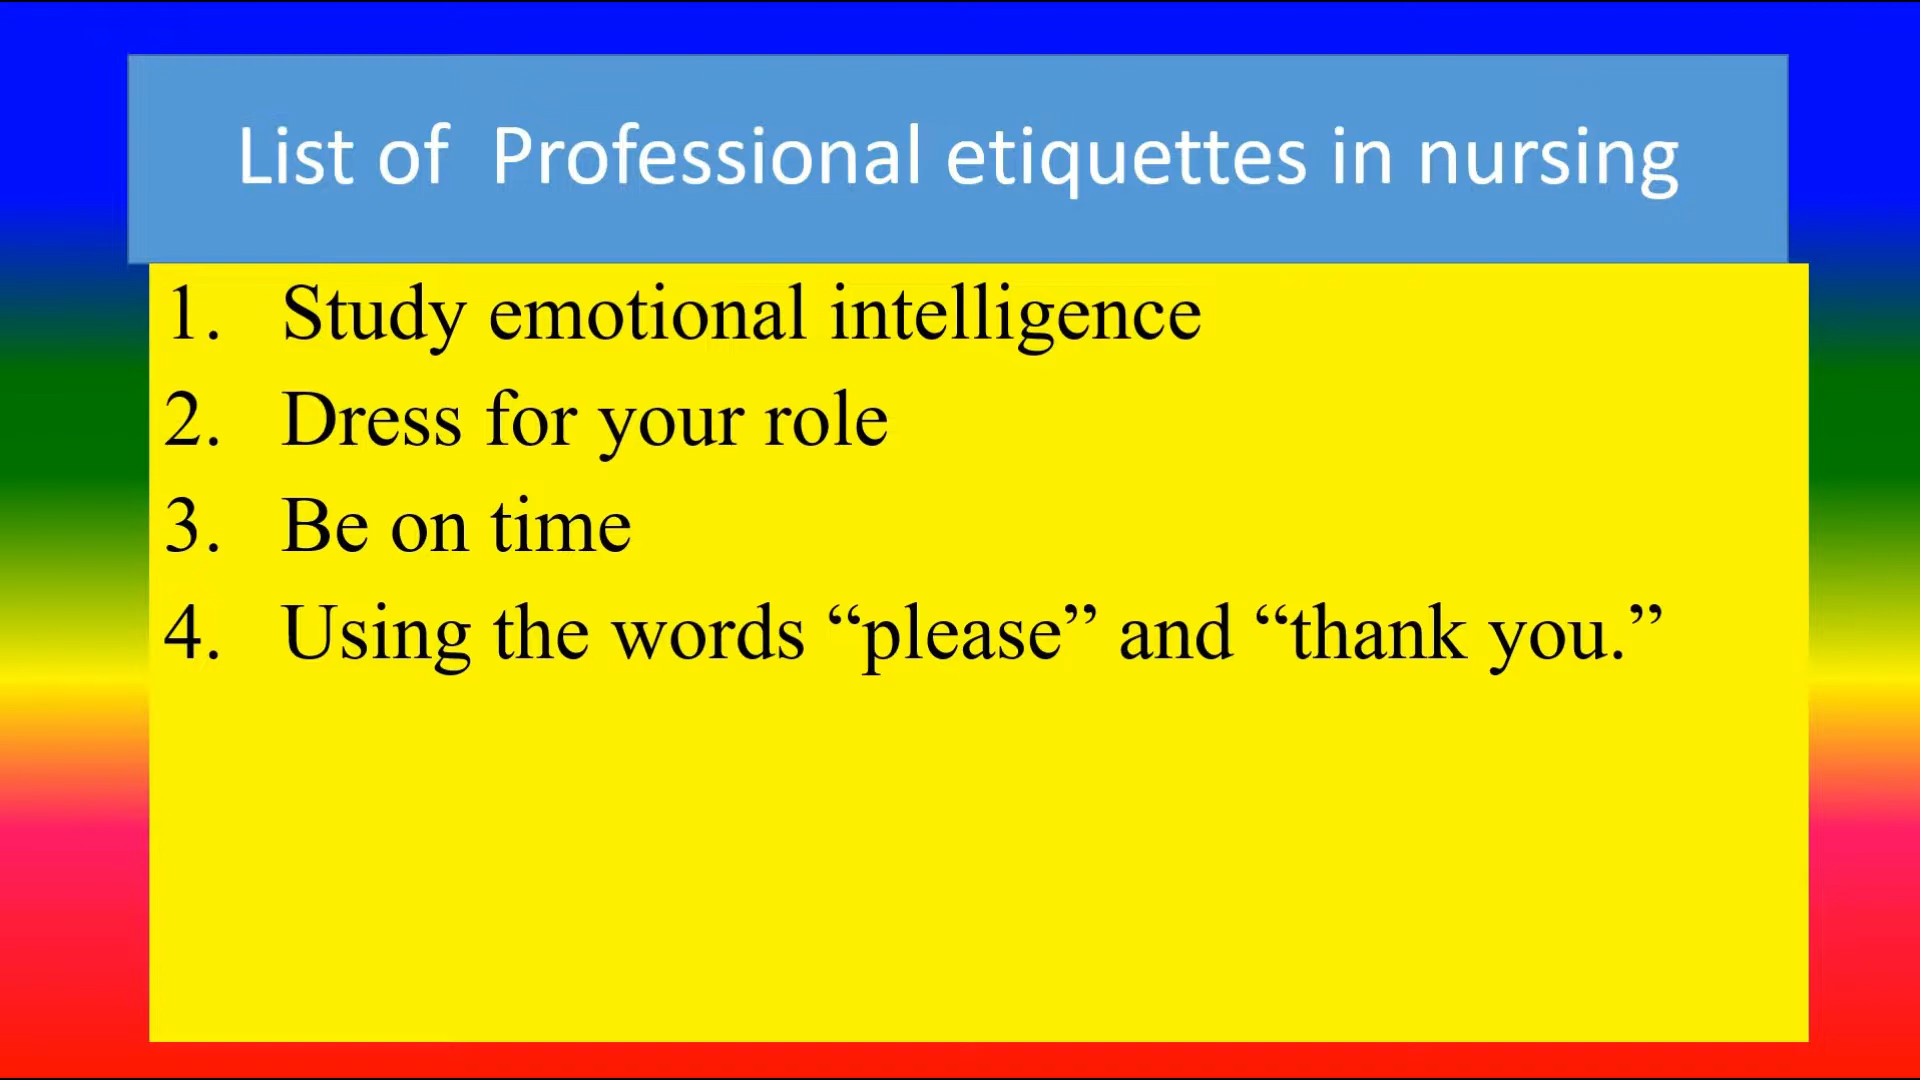 List of  Professional etiquettes in nursing
1. Study emotional intelligence
2. Dress for your role
3. Be on time
4. Using the words “please” and “thank you.”